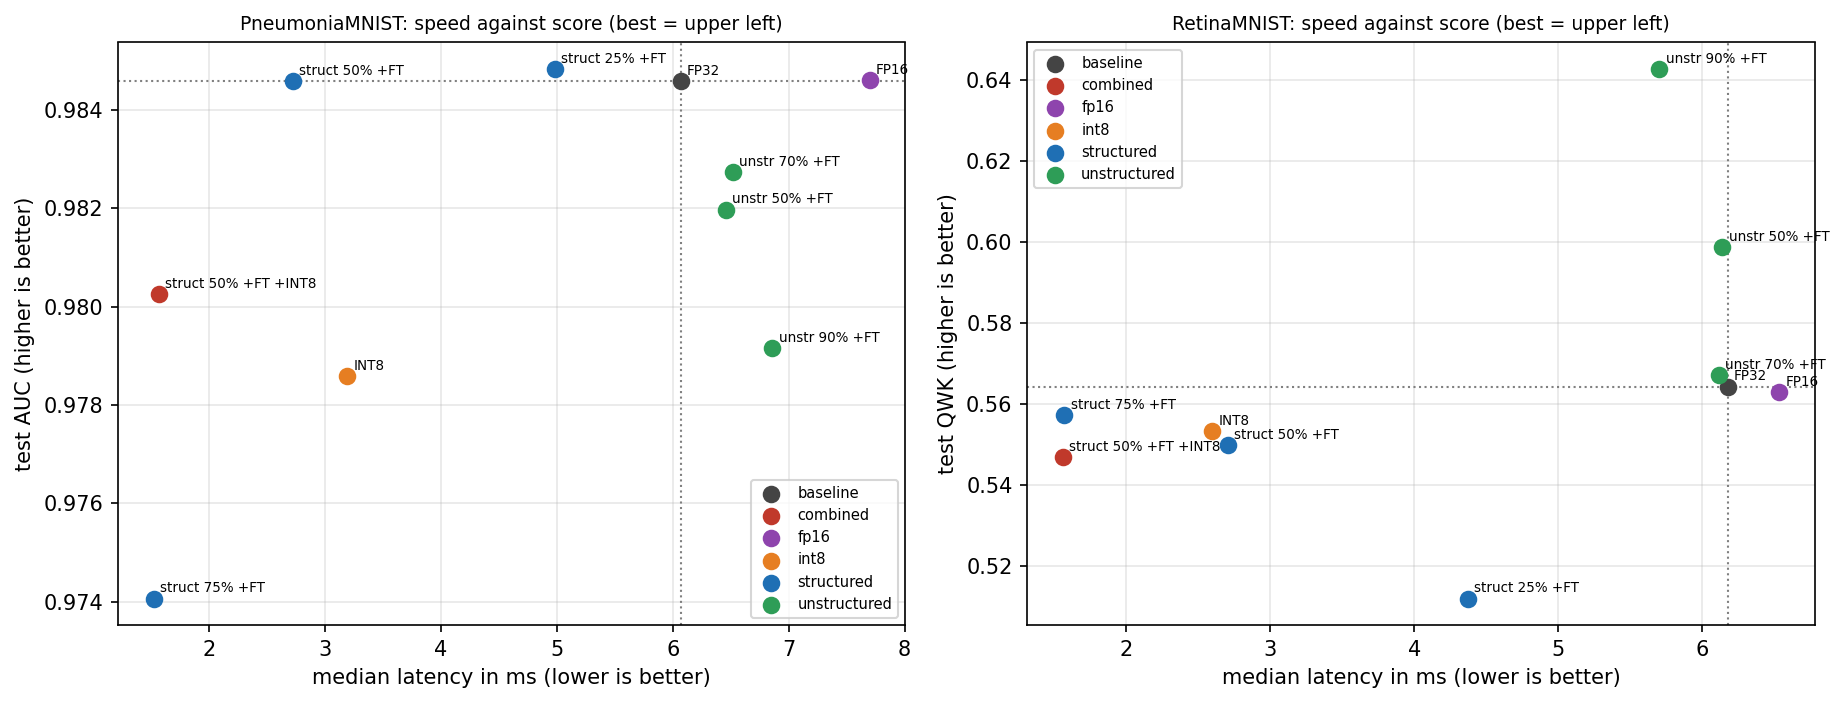 PneumoniaMNIST: speed against score (best = upper left)
struct 50% +FT
struct 25% +FT
FP32
FP16
unstr 70% +FT
unstr 50% +FT
struct 50% +FT +INT8
unstr 90% +FT
INT8
struct 75% +FT
baseline
combined
fp16
int8
structured
unstructured
0.984
0.982
0.980
0.978
0.976
0.974
test AUC (higher is better)
2 3 4 5 6 7 8
median latency in ms (lower is better)
RetinaMNIST: speed against score (best = upper left)
baseline
combined
fp16
int8
structured
unstructured
unstr 90% +FT
unstr 50% +FT
unstr 70% +FT
FP32
FP16
struct 75% +FT
INT8
struct 50% +FT
struct 50% +FT +INT8
struct 25% +FT
0.64
0.62
0.60
0.58
0.56
0.54
0.52
test QWK (higher is better)
2 3 4 5 6
median latency in ms (lower is better)